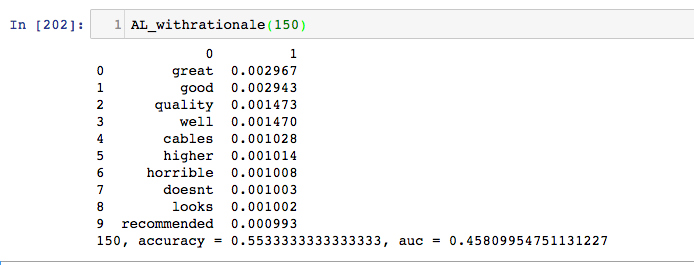 In [202]: 1 AL_withrationale(150)
0 1
0 great 0.002967
1 good 0.002943
2 quality 0.001473
3 well 0.001470
4 cables 0.001028
5 higher 0.001014
6 horrible 0.001008
7 doesnt 0.001003
8 looks 0.001002
9 recommended 0.000993
150, accuracy = 0.5533333333333333, auc = 0.45809954751131227